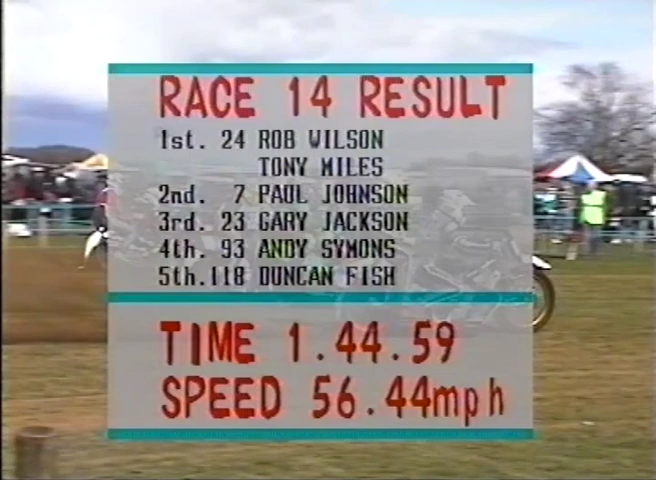 RACE 14 RESULT
1st. 24 ROB WILSON
TONY MILES
2nd. 7 PAUL JOHNSON
3rd. 23 GARY JACKSON
4th. 93 ANDY SYMONS
5th.118 DUNCAN FISH
TIME 1.44.59
SPEED 56.44mph